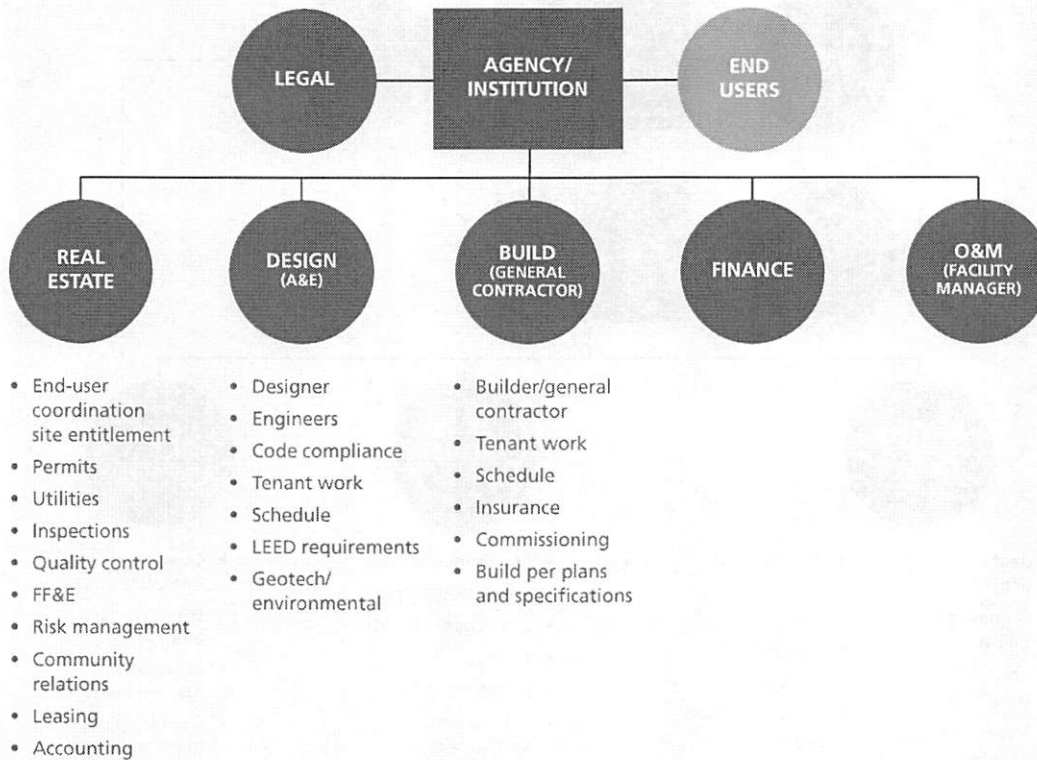 LEGAL
AGENCY/
INSTITUTION
END
USERS
REAL
ESTATE
DESIGN
(A&E)
BUILD
(GENERAL
CONTRACTOR)
FINANCE
O&M
(FACILITY
MANAGER)
• End-user
coordination
site entitlement
• Permits
• Utilities
• Inspections
• Quality control
• FF&E
• Risk management
• Community
relations
• Leasing
• Accounting
• Designer
• Engineers
• Code compliance
• Tenant work
• Schedule
• LEED requirements
• Geotech/
environmental
• Builder/general
contractor
• Tenant work
• Schedule
• Insurance
• Commissioning
• Build per plans
and specifications